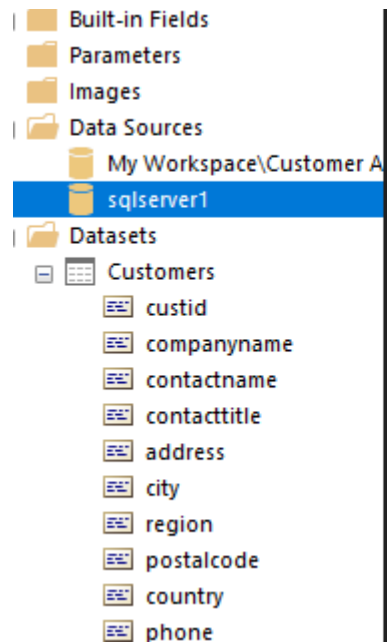 Built-in Fields
Parameters
Images
Data Sources
My Workspace\Customer A
sqlserver1
Datasets
Customers
custid
companyname
contactname
contacttitle
address
city
region
postalcode
country
phone